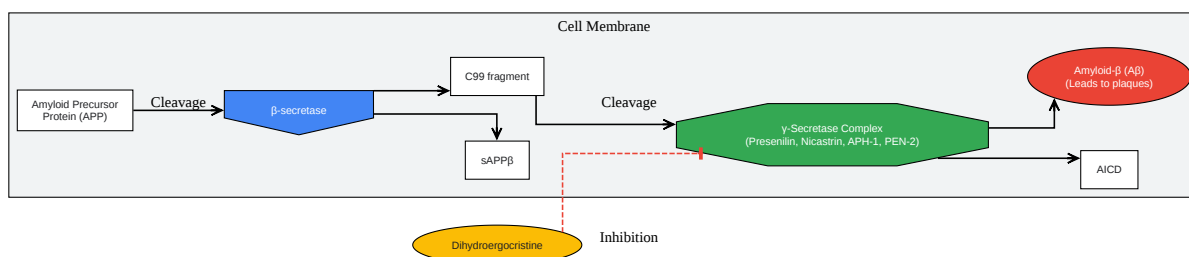 Cell Membrane
Amyloid Precursor
Protein (APP)
Cleavage
β-secretase
C99 fragment
sAPPβ
Cleavage
γ-Secretase Complex
(Presenilin, Nicastrin, APH-1, PEN-2)
Amyloid-β (Aβ)
(Leads to plaques)
AICD
Dihydroergocristine
Inhibition